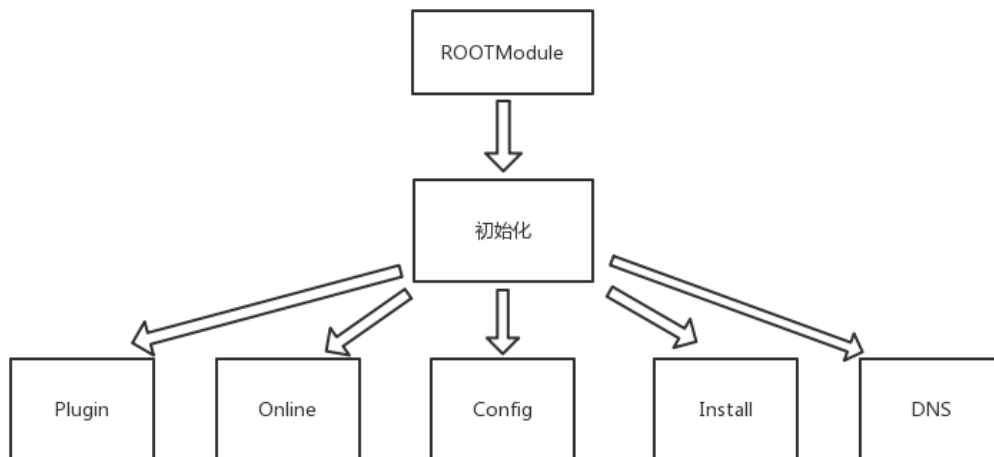 ROOTModule
初始化
Plugin
Online
Config
Install
DNS